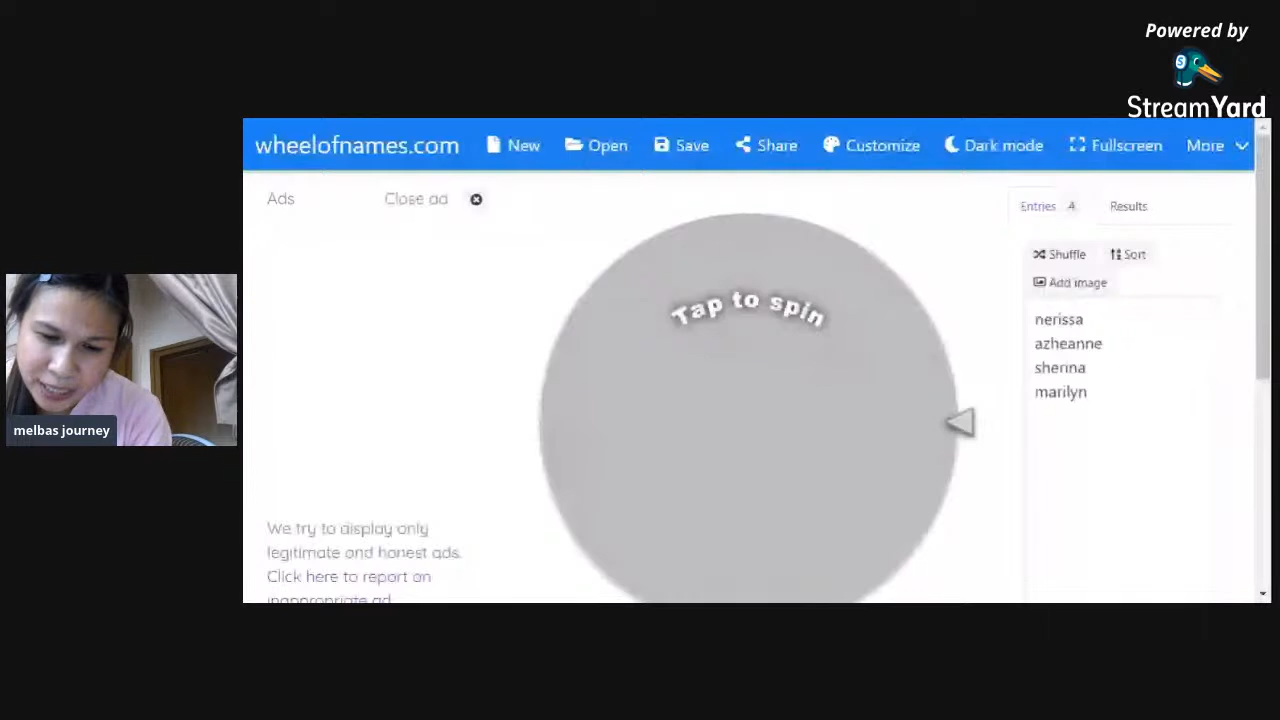 Powered by
StreamYard
wheelofnames.com New Open Save Share Customize Dark mode Fullscreen More
Ads Close ad
Entries 4 Results
Shuffle Sort
Add image
Tap to spin
nerissa
azheanne
sherina
marilyn
melbas journey
We try to display only
legitimate and honest ads.
Click here to report an
inappropriate ad